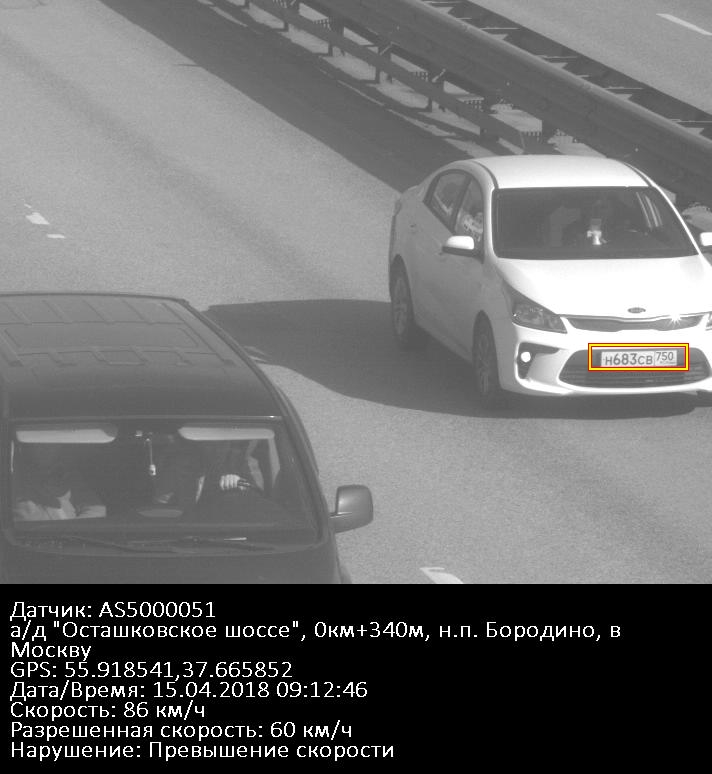 Н683СВ 750
Датчик: AS5000051
а/д "Осташковское шоссе", 0км+340м, н.п. Бородино, в
Москву
GPS: 55.918541,37.665852
Дата/Время: 15.04.2018 09:12:46
Скорость: 86 км/ч
Разрешенная скорость: 60 км/ч
Нарушение: Превышение скорости